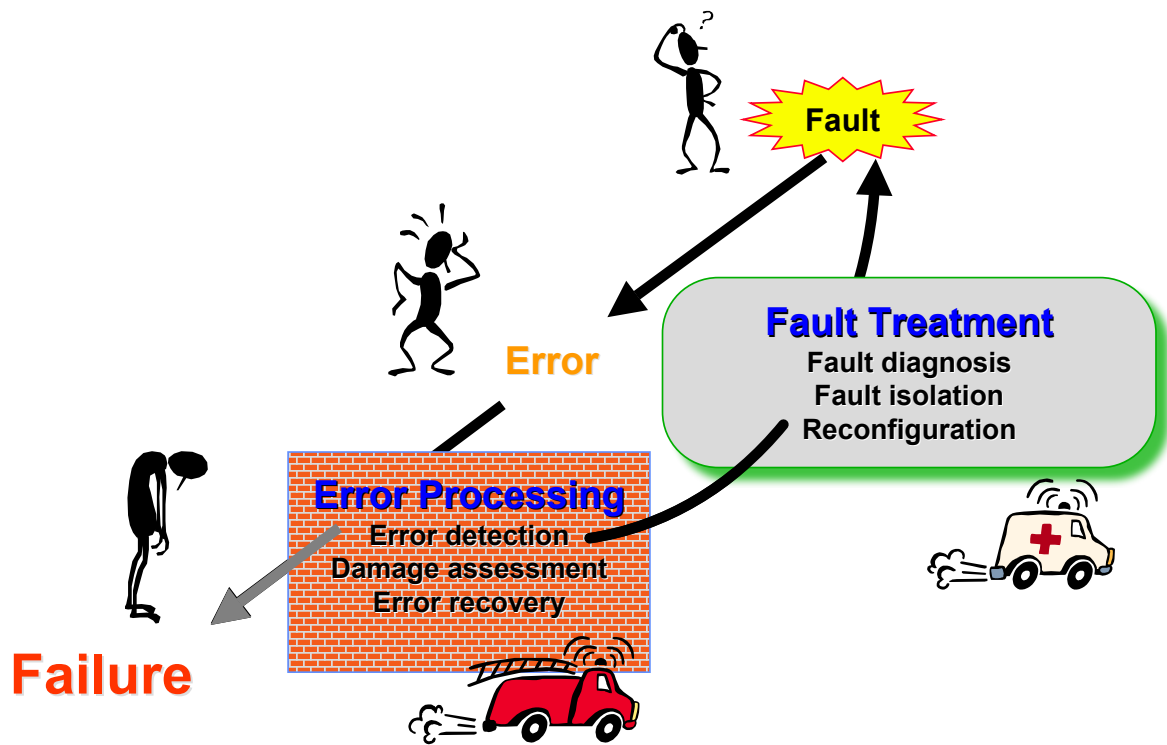 ?
Fault
Fault Treatment
Fault diagnosis
Fault isolation
Reconfiguration
Error
Error Processing
Error detection
Damage assessment
Error recovery
Failure